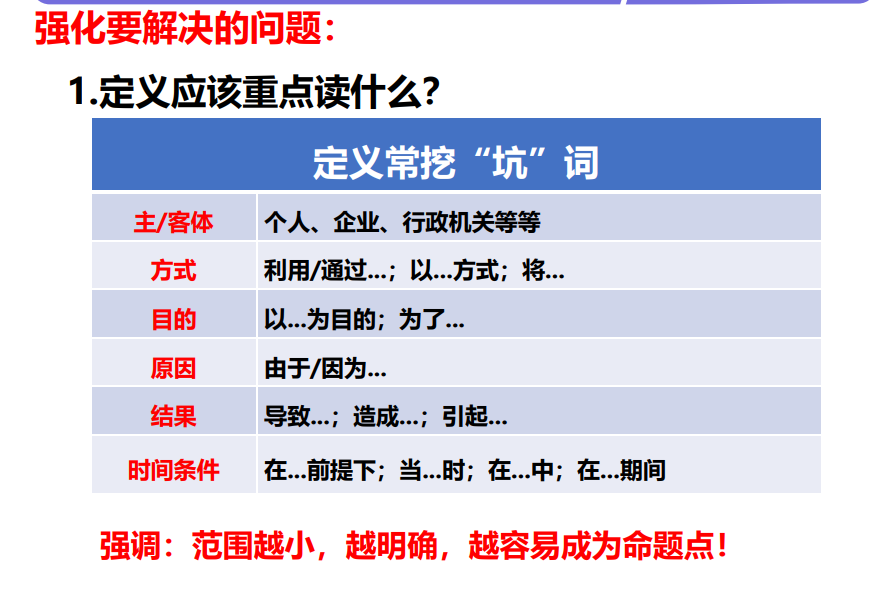 强化要解决的问题：
1.定义应该重点读什么？
定义常挖“坑”词
主/客体 个人、企业、行政机关等等
方式 利用/通过...；以...方式；将...
目的 以...为目的；为了...
原因 由于/因为...
结果 导致...；造成...；引起...
时间条件 在...前提下；当...时；在...中；在...期间
强调：范围越小，越明确，越容易成为命题点！